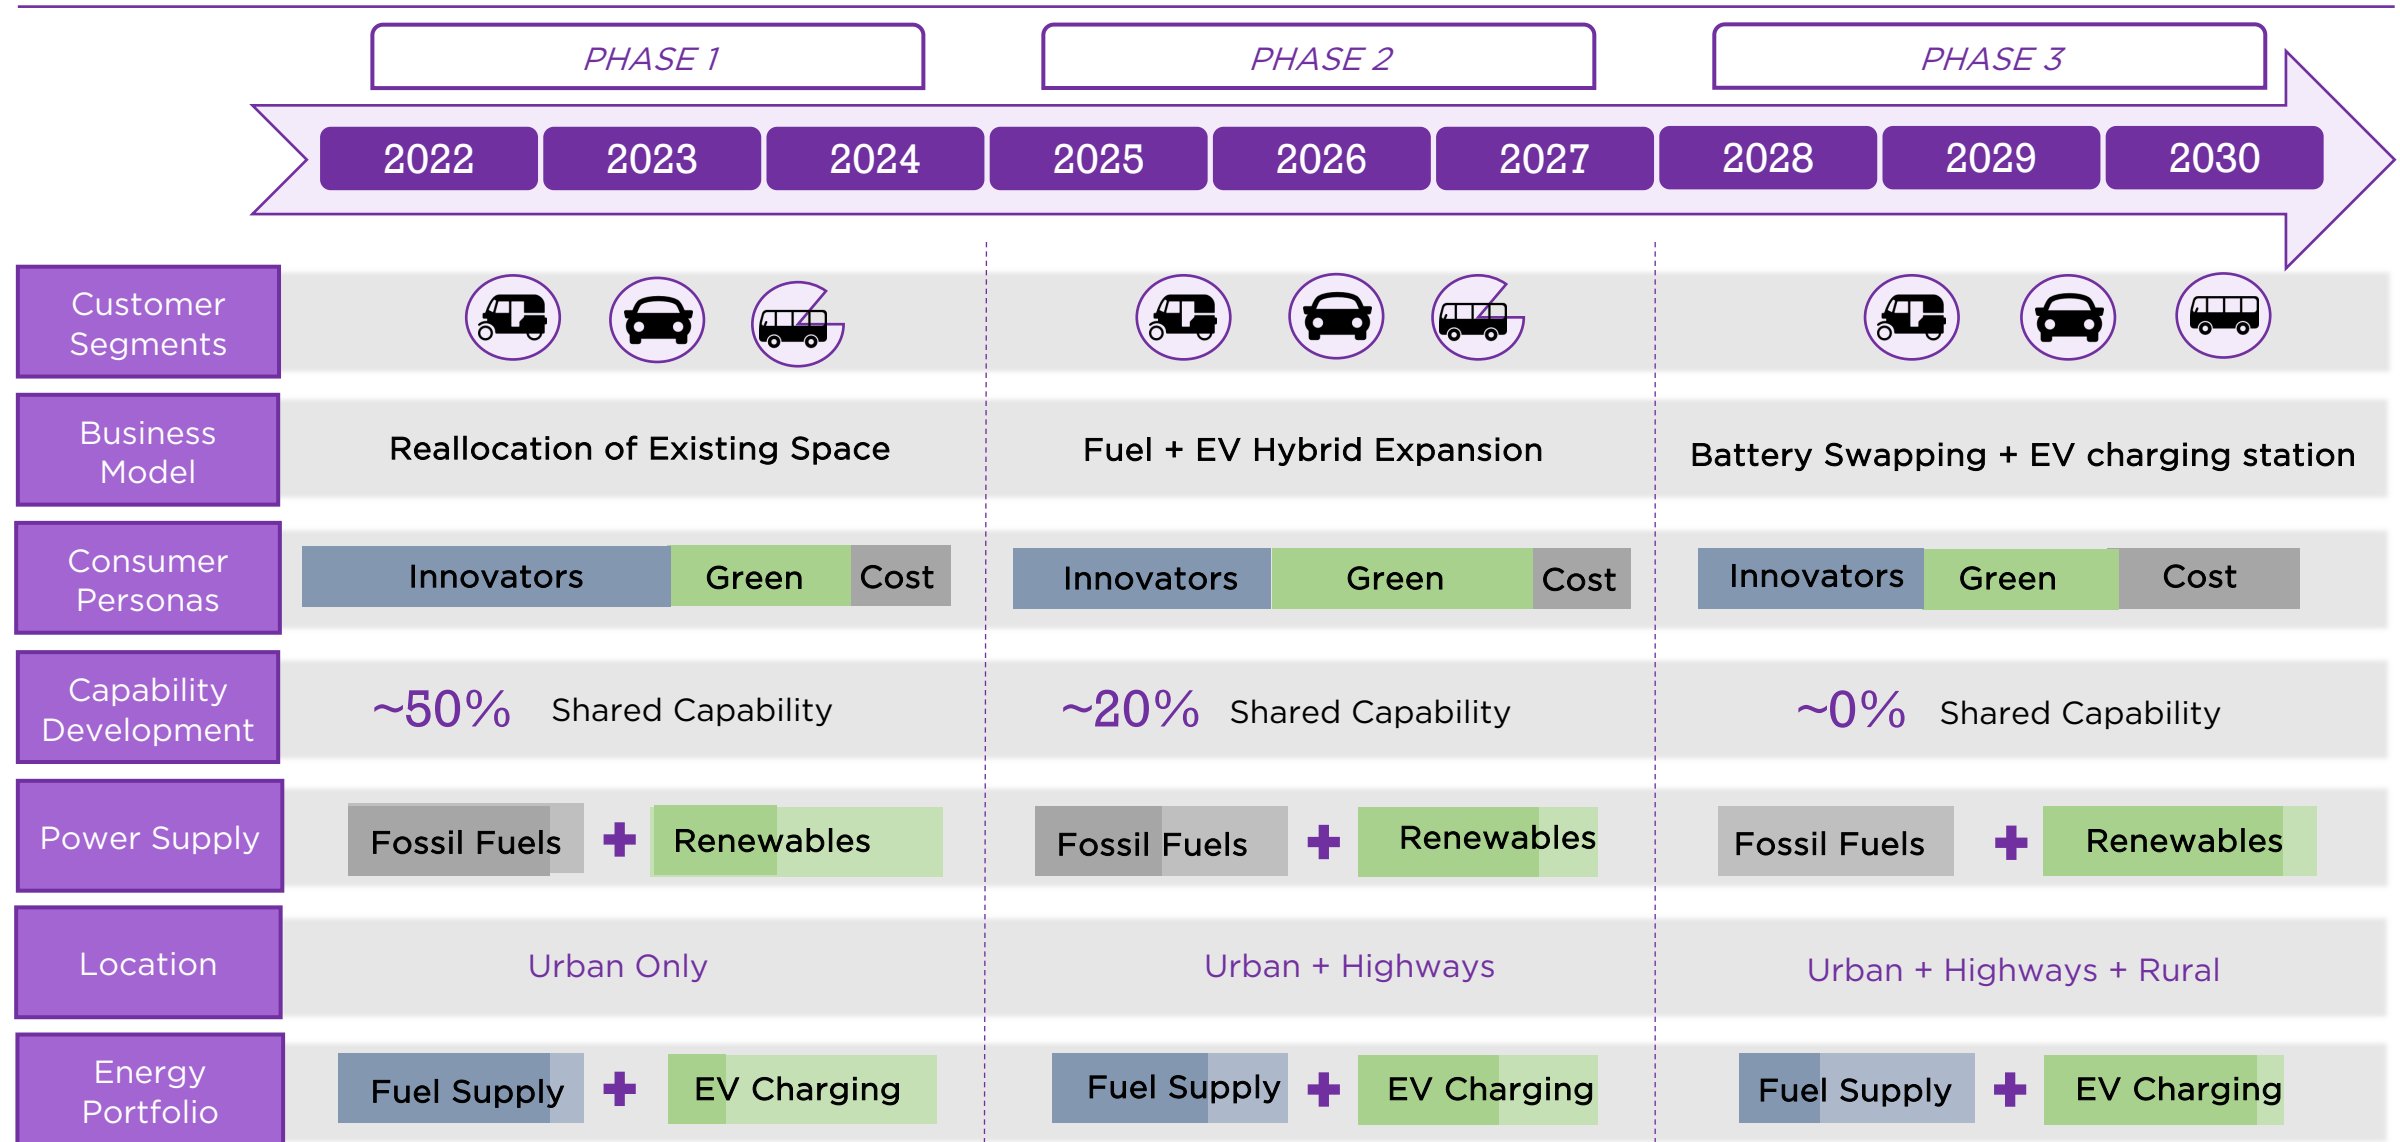 PHASE 1
PHASE 2
PHASE 3
2022
2023
2024
2025
2026
2027
2028
2029
2030
Customer
Segments
Business
Model
Reallocation of Existing Space
Fuel + EV Hybrid Expansion
Battery Swapping + EV charging station
Consumer
Personas
Innovators
Green
Cost
Innovators
Green
Cost
Innovators
Green
Cost
Capability
Development
~50% Shared Capability
~20% Shared Capability
~0% Shared Capability
Power Supply
Fossil Fuels + Renewables
Fossil Fuels + Renewables
Fossil Fuels + Renewables
Location
Urban Only
Urban + Highways
Urban + Highways + Rural
Energy
Portfolio
Fuel Supply + EV Charging
Fuel Supply + EV Charging
Fuel Supply + EV Charging